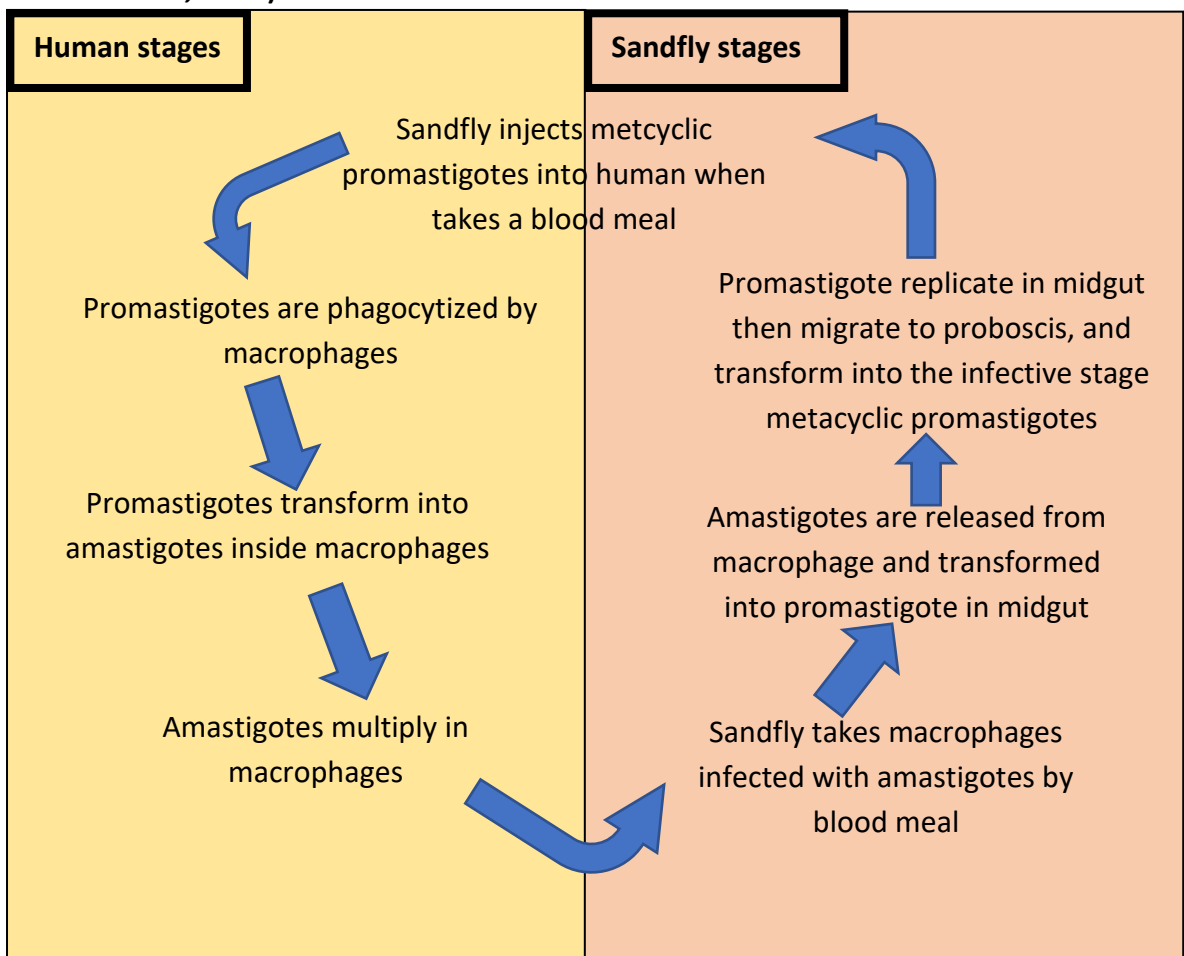 Human stages
Sandfly stages
Sandfly injects metcyclic
promastigotes into human when
takes a blood meal
Promastigotes are phagocytized by
macrophages
Promastigotes transform into
amastigotes inside macrophages
Amastigotes multiply in
macrophages
Sandfly takes macrophages
infected with amastigotes by
blood meal
Amastigotes are released from
macrophage and transformed
into promastigote in midgut
Promastigote replicate in midgut
then migrate to proboscis, and
transform into the infective stage
metacyclic promastigotes